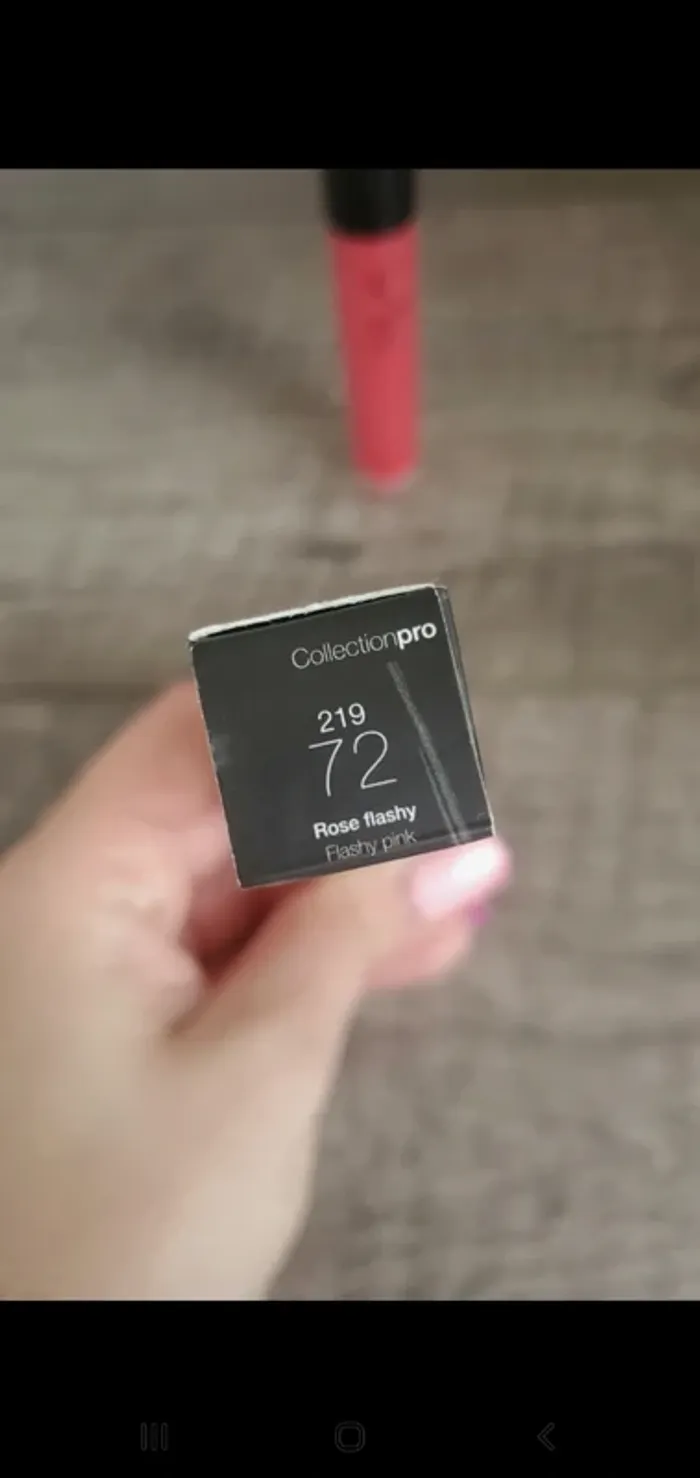 Collectionpro
219
72
Rose flashy
Flashy pink